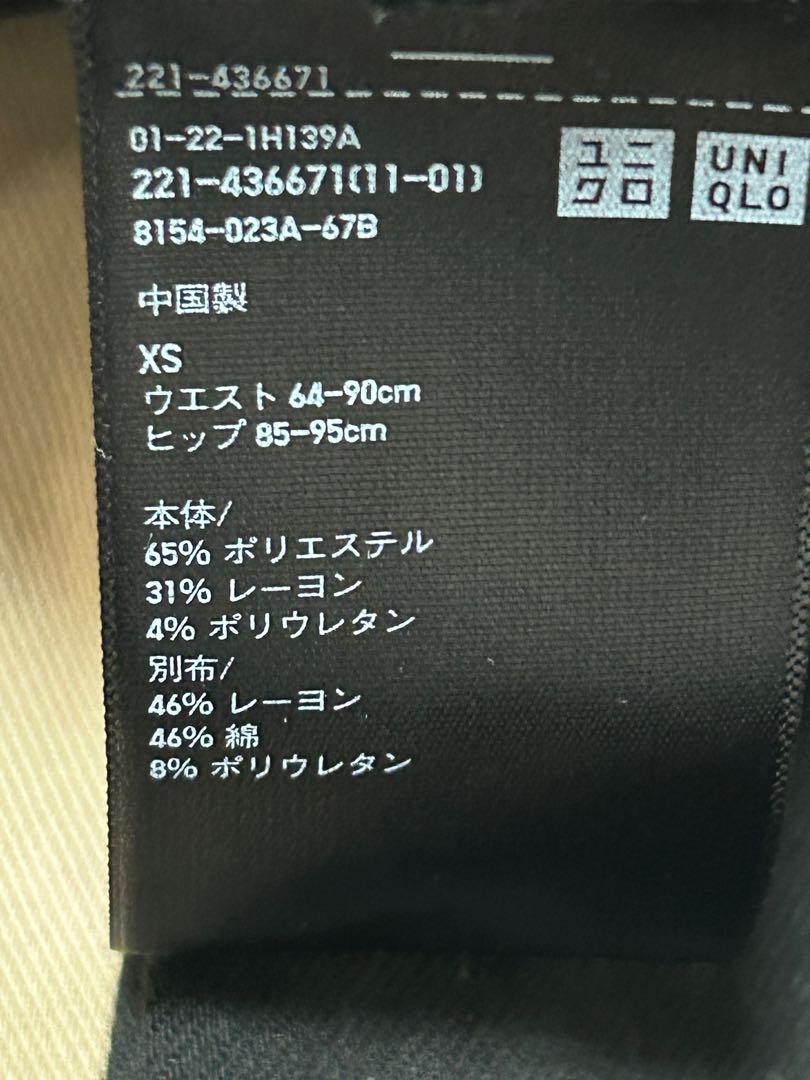 221-436671
01-22-1H139A
221-436671(11-01)
8154-023A-67B
ユニ
クロ
UNI
QLO
中国製
XS
ウエスト 64-90cm
ヒップ 85-95cm
本体/
65% ポリエステル
31% レーヨン
4% ポリウレタン
別布/
46% レーヨン
46% 綿
8% ポリウレタン